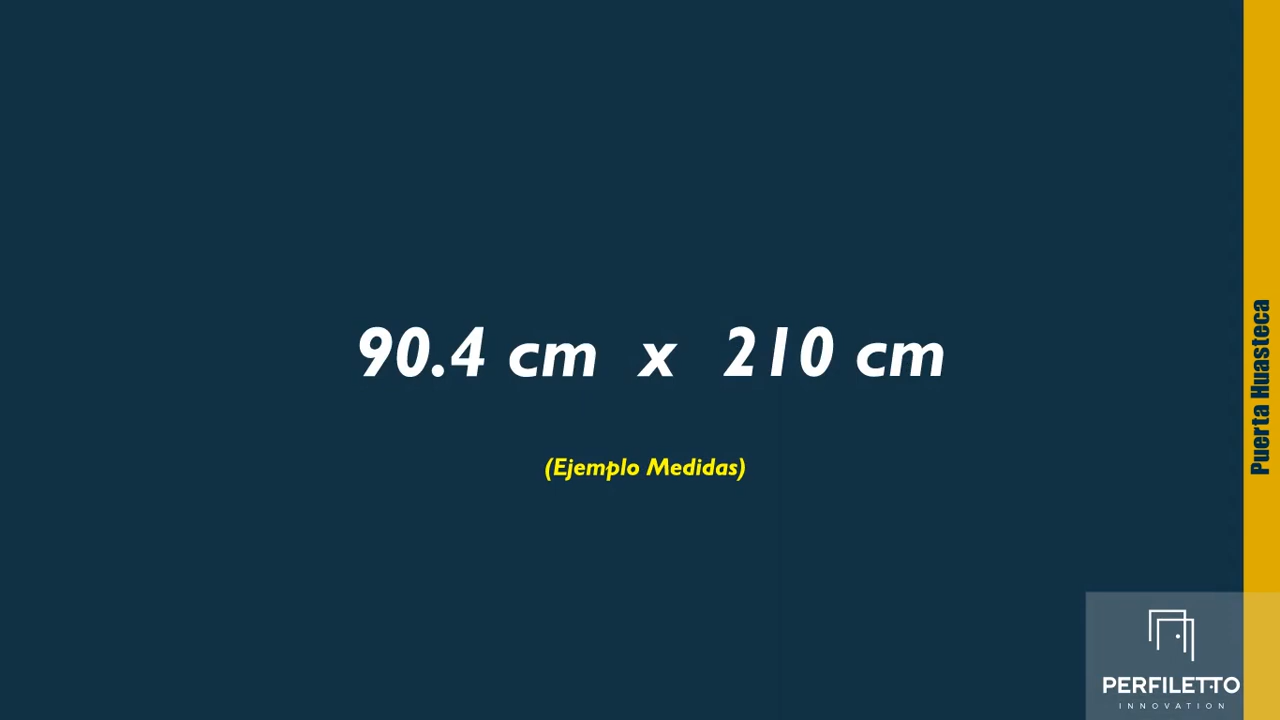 90.4 cm x 210 cm
(Ejemplo Medidas)
Puerta Huasteca
PERFILETTO
INNOVATION